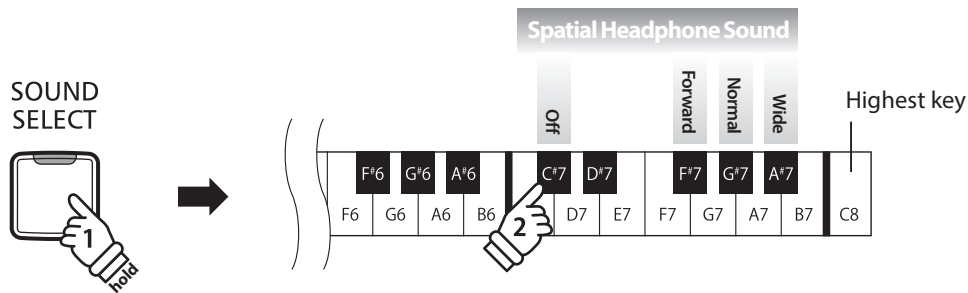 Spatial Headphone Sound
SOUND
SELECT
Off
Forward
Normal
Wide
Highest key
F#6 G#6 A#6 C#7 D#7 F#7 G#7 A#7
F6 G6 A6 B6 D7 E7 F7 G7 A7 B7 C8
1
2
hold